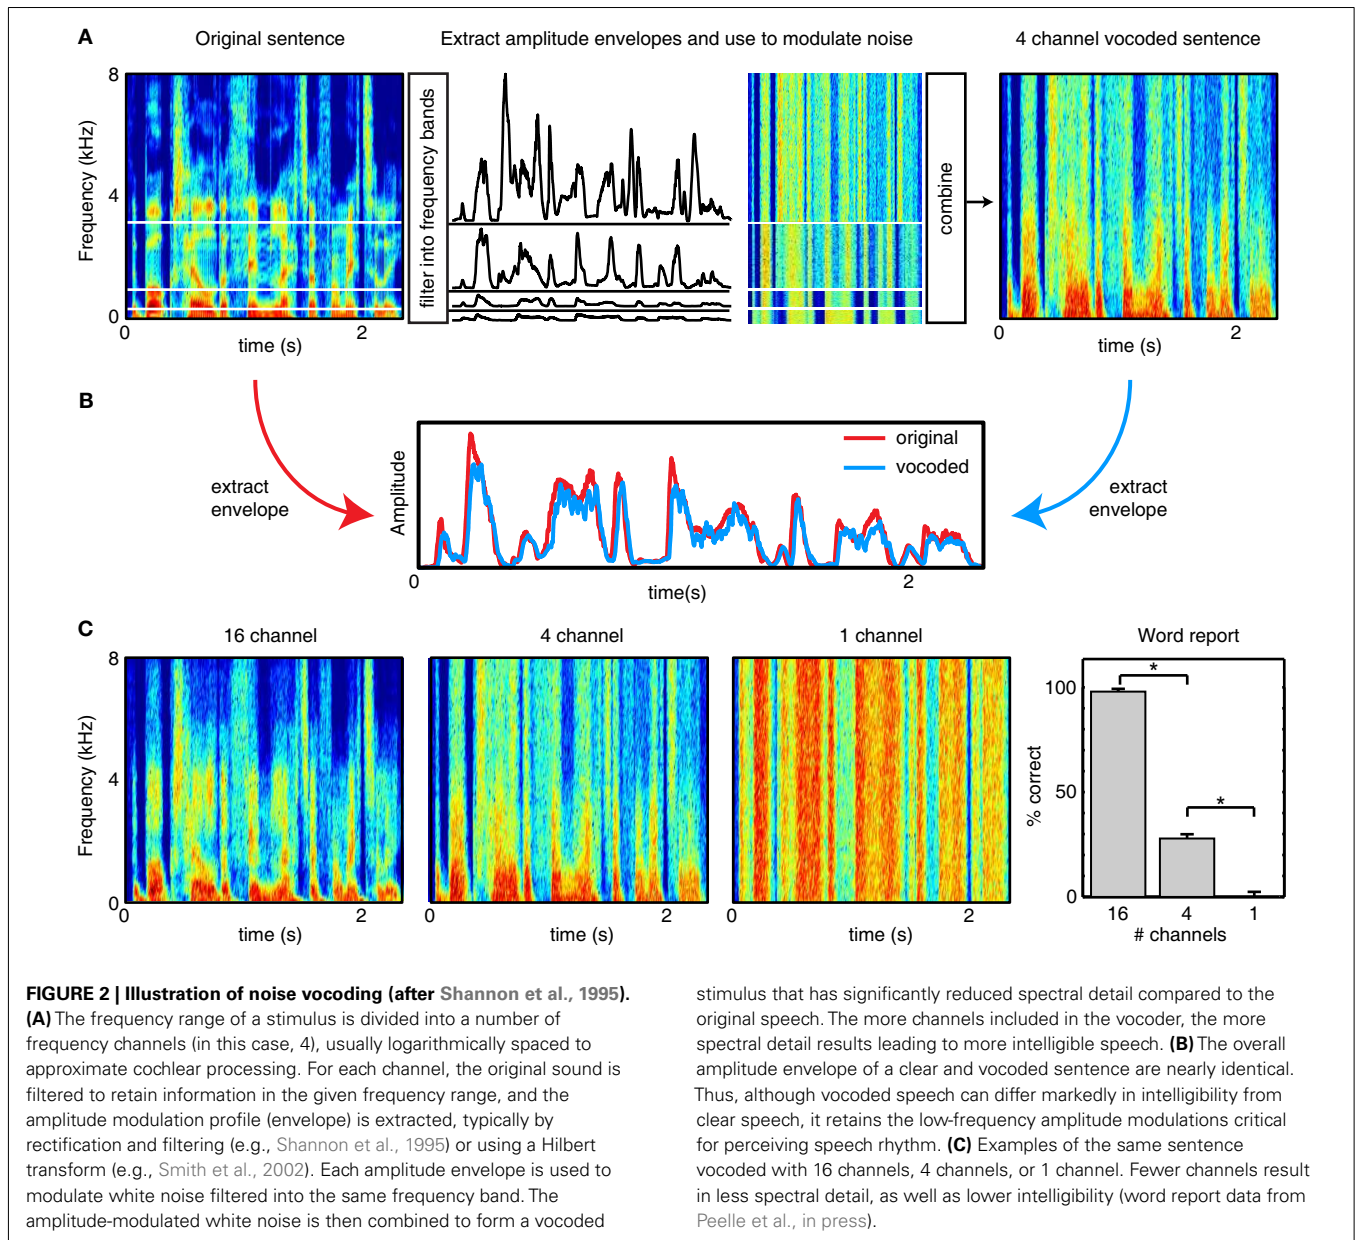 A
Original sentence
Extract amplitude envelopes and use to modulate noise
4 channel vocoded sentence
8
4
0
Frequency (kHz)
0
2
time (s)
filter into frequency bands
combine
0
2
time (s)
B
extract
envelope
Amplitude
original
vocoded
0
2
time(s)
extract
envelope
C
16 channel
4 channel
1 channel
Word report
8
4
0
Frequency (kHz)
0
2
time (s)
0
2
time (s)
0
2
time (s)
100
50
0
% correct
*
*
16
4
1
# channels
FIGURE 2 | Illustration of noise vocoding (after Shannon et al., 1995).
(A) The frequency range of a stimulus is divided into a number of
frequency channels (in this case, 4), usually logarithmically spaced to
approximate cochlear processing. For each channel, the original sound is
filtered to retain information in the given frequency range, and the
amplitude modulation profile (envelope) is extracted, typically by
rectification and filtering (e.g., Shannon et al., 1995) or using a Hilbert
transform (e.g., Smith et al., 2002). Each amplitude envelope is used to
modulate white noise filtered into the same frequency band. The
amplitude-modulated white noise is then combined to form a vocoded
stimulus that has significantly reduced spectral detail compared to the
original speech. The more channels included in the vocoder, the more
spectral detail results leading to more intelligible speech. (B) The overall
amplitude envelope of a clear and vocoded sentence are nearly identical.
Thus, although vocoded speech can differ markedly in intelligibility from
clear speech, it retains the low-frequency amplitude modulations critical
for perceiving speech rhythm. (C) Examples of the same sentence
vocoded with 16 channels, 4 channels, or 1 channel. Fewer channels result
in less spectral detail, as well as lower intelligibility (word report data from
Peelle et al., in press).